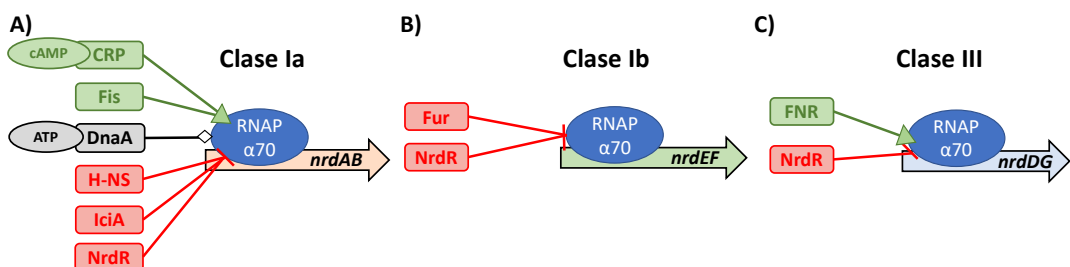 A)
Clase Ia
cAMP
CRP
Fis
ATP
DnaA
H-NS
IciA
NrdR
RNAP
α70
nrdAB
B)
Clase Ib
Fur
NrdR
RNAP
α70
nrdEF
C)
Clase III
FNR
NrdR
RNAP
α70
nrdDG